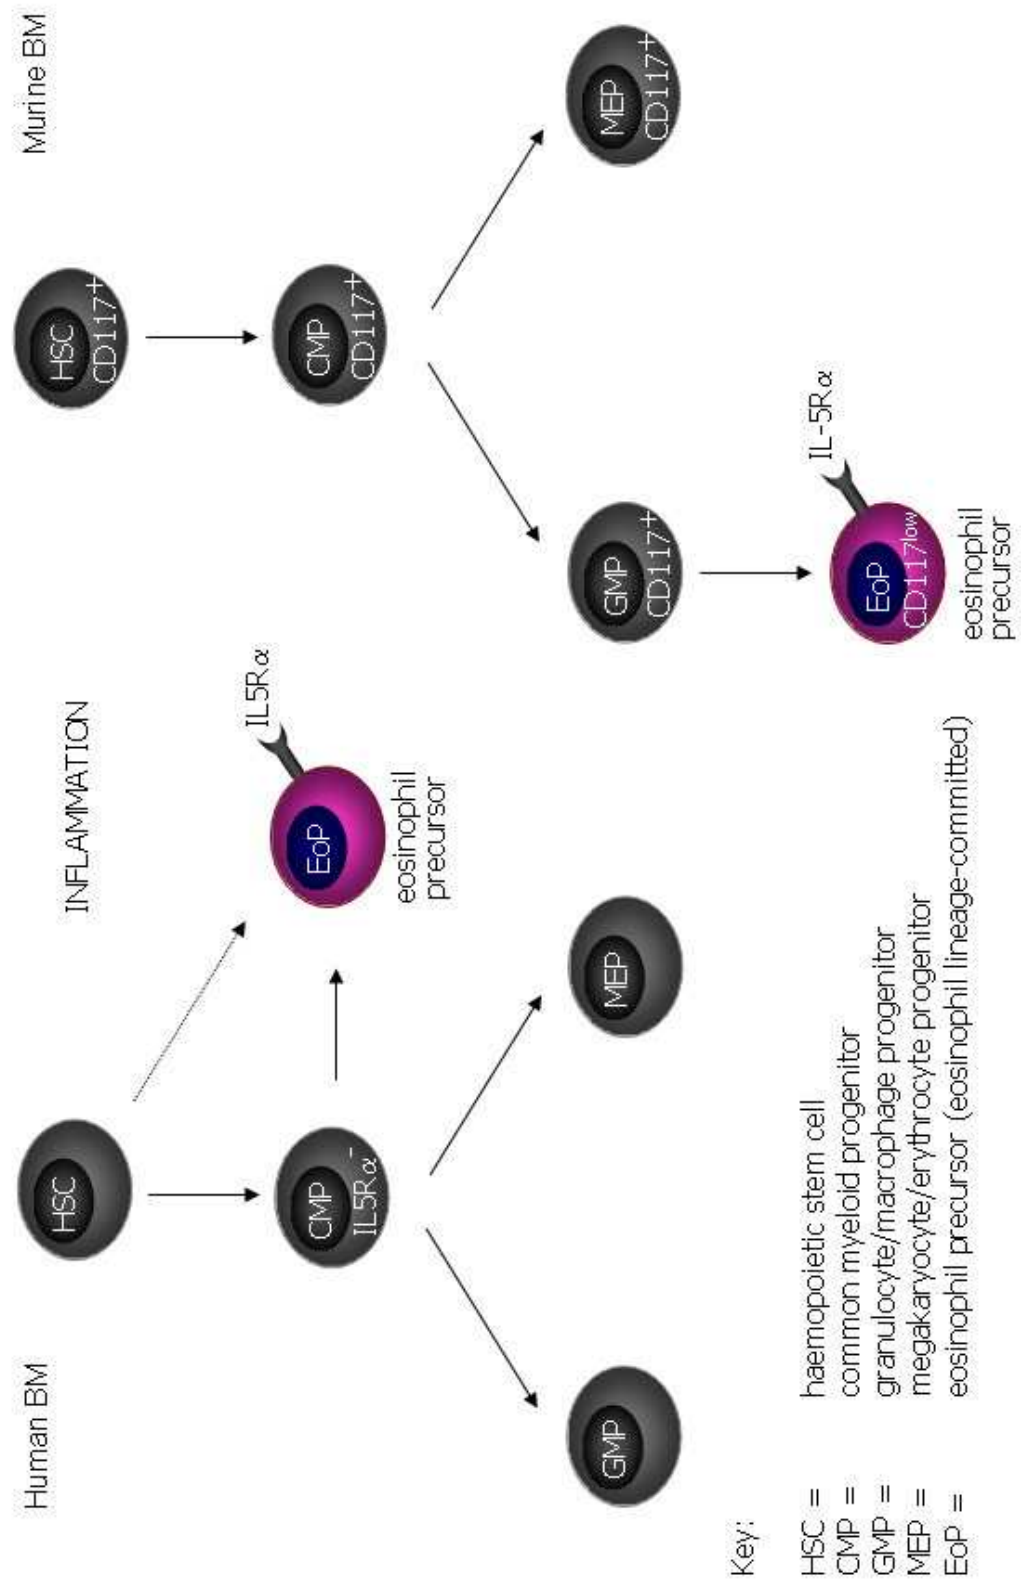 Human BM
HSC
CMP
IL5Rα⁻
GMP
MEP
INFLAMMATION
EoP
IL5Rα
eosinophil
precursor
Murine BM
HSC
CD117⁺
CMP
CD117⁺
GMP
CD117⁺
MEP
CD117⁺
EoP
CD117ˡᵒʷ
IL-5Rα
eosinophil
precursor
Key:
HSC = haemopoietic stem cell
CMP = common myeloid progenitor
GMP = granulocyte/macrophage progenitor
MEP = megakaryocyte/erythrocyte progenitor
EoP = eosinophil precursor (eosinophil lineage-committed)